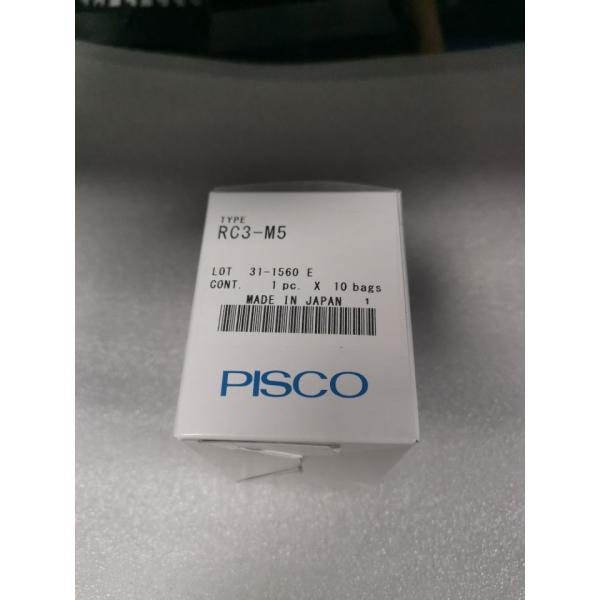 TYPE
RC3-M5
LOT 31-1560 E
CONT. 1 pc. X 10 bags
MADE IN JAPAN 1
PISCO